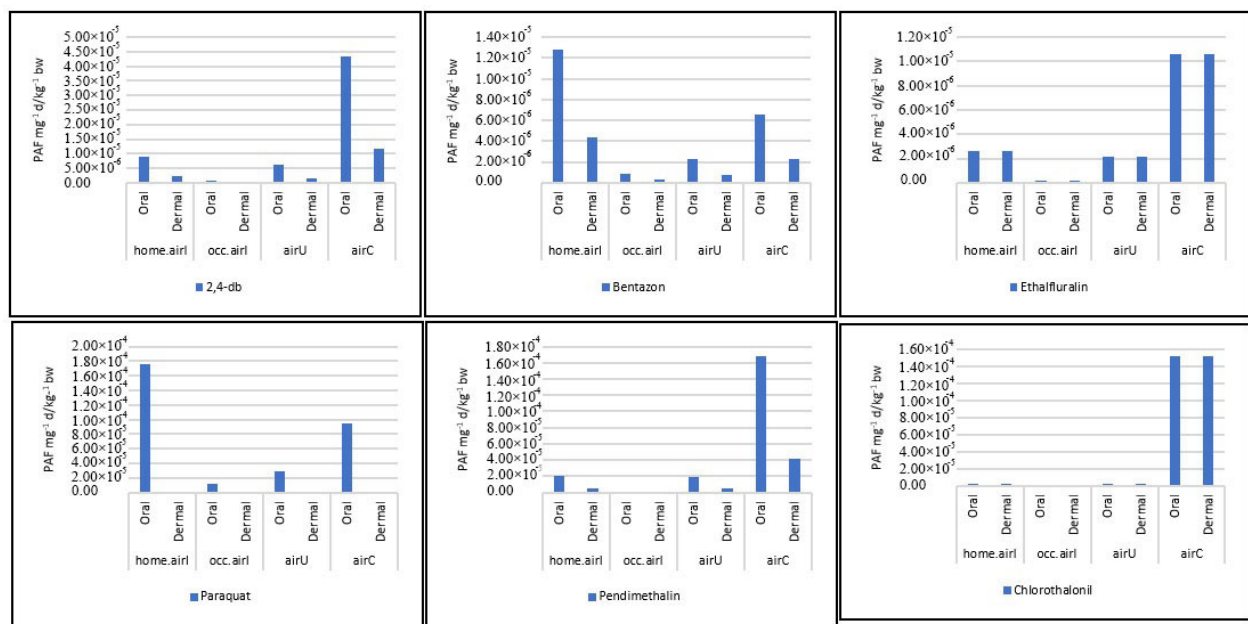 PAF mg⁻¹ d/kg⁻¹ bw
5.00×10⁻⁵
4.50×10⁻⁵
4.00×10⁻⁵
3.50×10⁻⁵
3.00×10⁻⁵
2.50×10⁻⁵
2.00×10⁻⁵
1.50×10⁻⁵
1.00×10⁻⁵
5.00×10⁻⁶
0.00
Oral Dermal Oral Dermal Oral Dermal Oral Dermal
home.airI occ.airI airU airC
2,4-db
PAF mg⁻¹ d/kg⁻¹ bw
1.40×10⁻⁵
1.20×10⁻⁵
1.00×10⁻⁵
8.00×10⁻⁶
6.00×10⁻⁶
4.00×10⁻⁶
2.00×10⁻⁶
0.00
Oral Dermal Oral Dermal Oral Dermal Oral Dermal
home.airI occ.airI airU airC
Bentazon
PAF mg⁻¹ d/kg⁻¹ bw
1.20×10⁻⁵
1.00×10⁻⁵
8.00×10⁻⁶
6.00×10⁻⁶
4.00×10⁻⁶
2.00×10⁻⁶
0.00
Oral Dermal Oral Dermal Oral Dermal Oral Dermal
home.airI occ.airI airU airC
Ethalfluralin
PAF mg⁻¹ d/kg⁻¹ bw
2.00×10⁻⁴
1.80×10⁻⁴
1.60×10⁻⁴
1.40×10⁻⁴
1.20×10⁻⁴
1.00×10⁻⁴
8.00×10⁻⁵
6.00×10⁻⁵
4.00×10⁻⁵
2.00×10⁻⁵
0.00
Oral Dermal Oral Dermal Oral Dermal Oral Dermal
home.airI occ.airI airU airC
Paraquat
PAF mg⁻¹ d/kg⁻¹ bw
1.80×10⁻⁴
1.60×10⁻⁴
1.40×10⁻⁴
1.20×10⁻⁴
1.00×10⁻⁴
8.00×10⁻⁵
6.00×10⁻⁵
4.00×10⁻⁵
2.00×10⁻⁵
0.00
Oral Dermal Oral Dermal Oral Dermal Oral Dermal
home.airI occ.airI airU airC
Pendimethalin
PAF mg⁻¹ d/kg⁻¹ bw
1.60×10⁻⁴
1.40×10⁻⁴
1.20×10⁻⁴
1.00×10⁻⁴
8.00×10⁻⁵
6.00×10⁻⁵
4.00×10⁻⁵
2.00×10⁻⁵
0.00
Oral Dermal Oral Dermal Oral Dermal Oral Dermal
home.airI occ.airI airU airC
Chlorothalonil